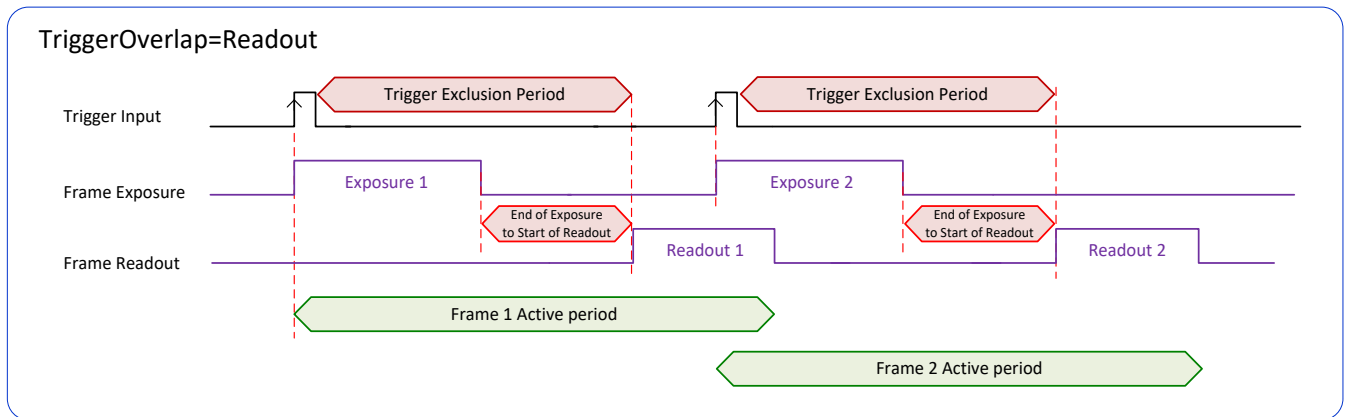 TriggerOverlap=Readout
Trigger Exclusion Period
Trigger Exclusion Period
Trigger Input
Exposure 1
Exposure 2
Frame Exposure
End of Exposure
to Start of Readout
End of Exposure
to Start of Readout
Readout 1
Readout 2
Frame Readout
Frame 1 Active period
Frame 2 Active period